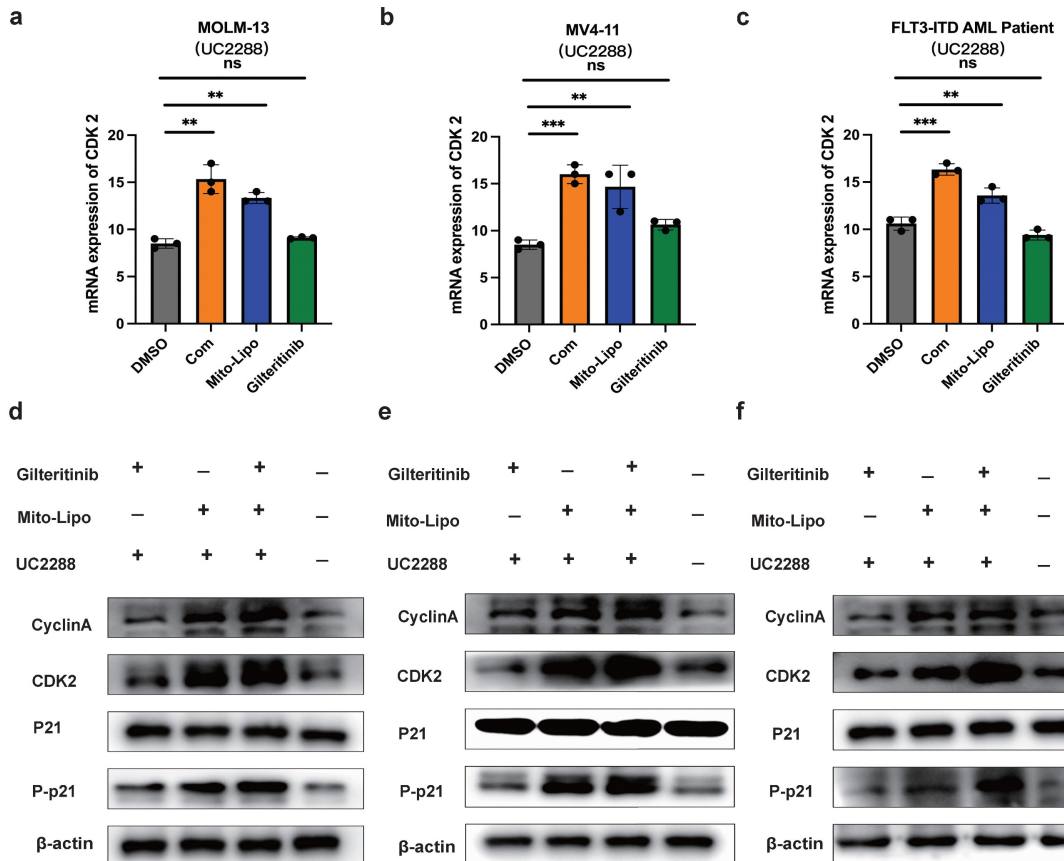 a
MOLM-13
(UC2288)
ns
**
**
mRNA expression of CDK 2
20
15
10
5
0
DMSO
Com
Mito-Lipo
Gilteritinib
b
MV4-11
(UC2288)
ns
**
***
mRNA expression of CDK 2
20
15
10
5
0
DMSO
Com
Mito-Lipo
Gilteritinib
c
FLT3-ITD AML Patient
(UC2288)
ns
**
***
mRNA expression of CDK 2
20
15
10
5
0
DMSO
Com
Mito-Lipo
Gilteritinib
d
Gilteritinib + – + –
Mito-Lipo – + + –
UC2288 + + + –
CyclinA
CDK2
P21
P-p21
β-actin
e
Gilteritinib + – + –
Mito-Lipo – + + –
UC2288 + + + –
CyclinA
CDK2
P21
P-p21
β-actin
f
Gilteritinib + – + –
Mito-Lipo – + + –
UC2288 + + + –
CyclinA
CDK2
P21
P-p21
β-actin